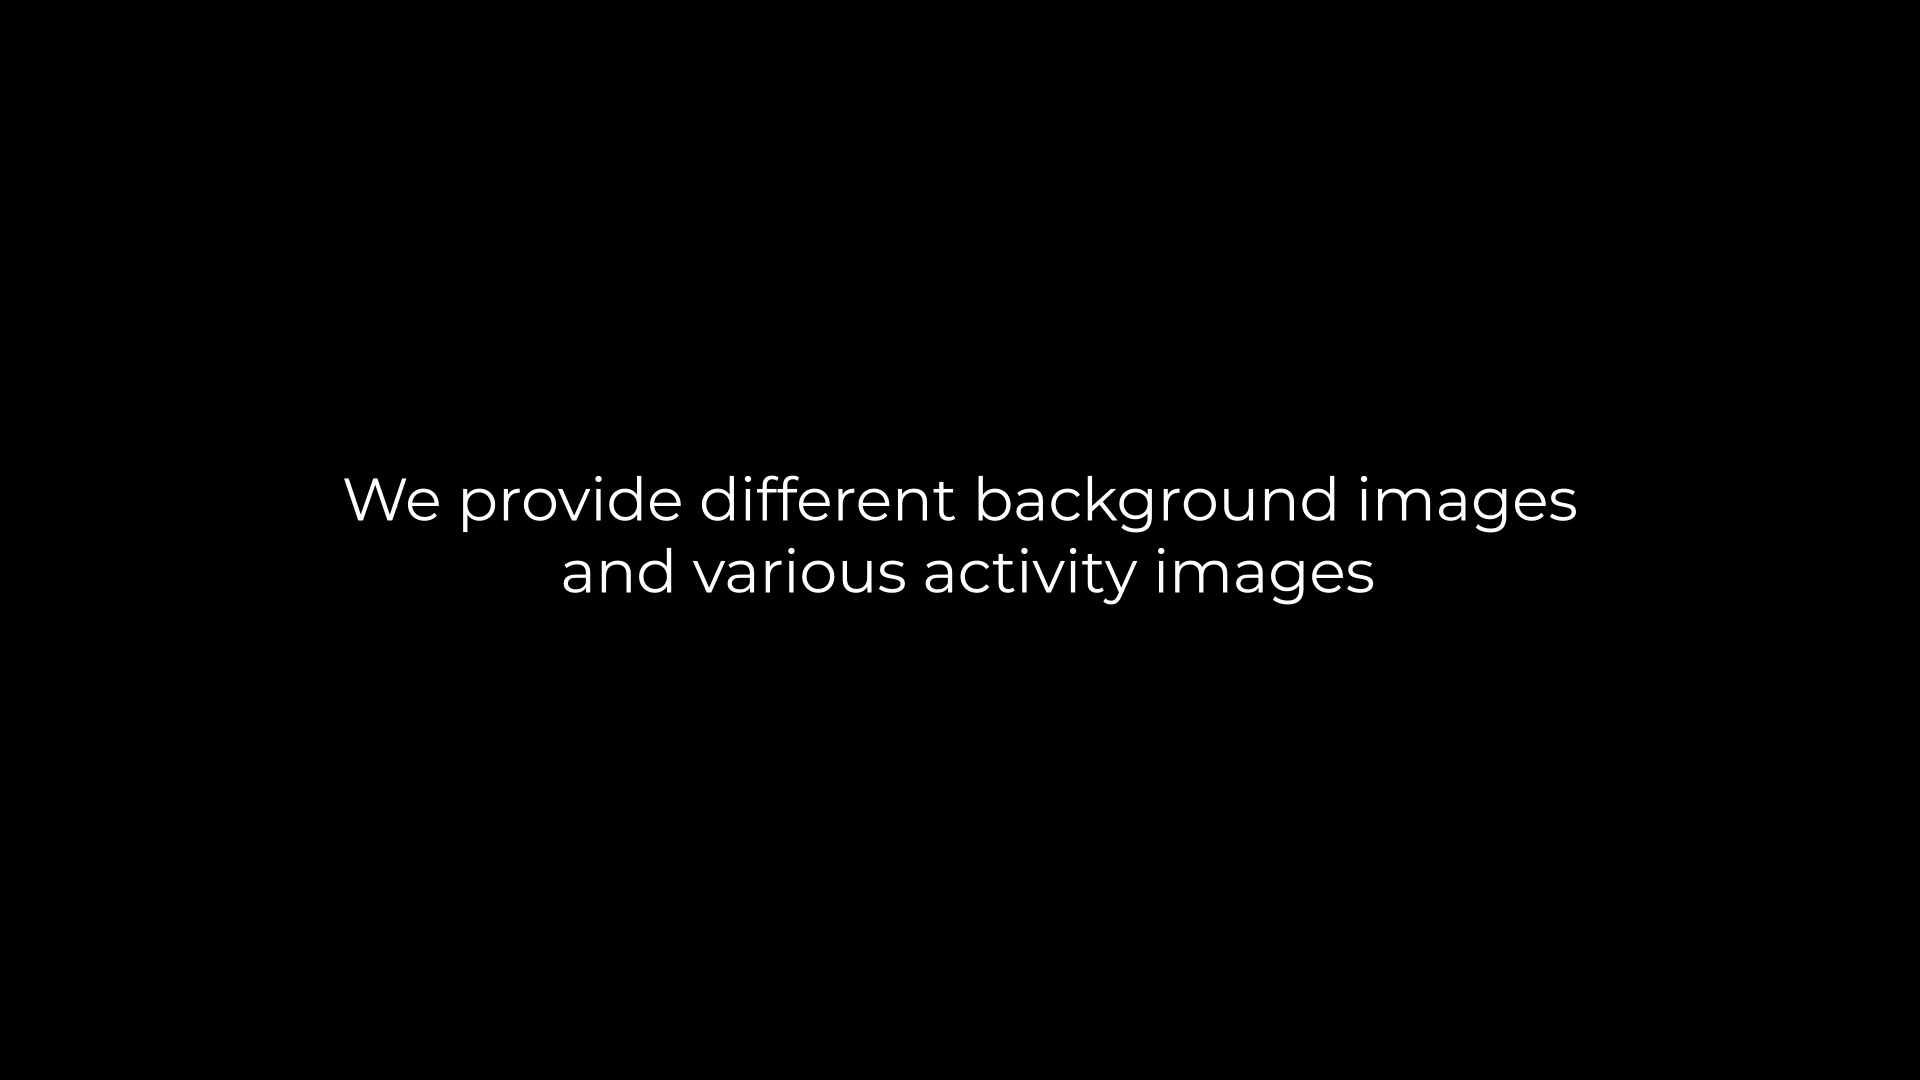 We provide different background images
and various activity images